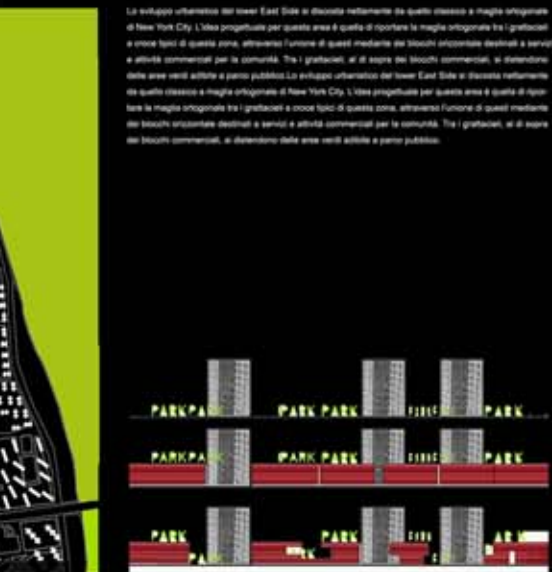 Lo sviluppo urbanistico del lower East Side si discosta nettamente da quello classico a maglia ortogonale
di New York City. L'idea progettuale per questa area é quella di riportare la maglia ortogonale tra i grattacieli
a croce tipici di questa zona, attraverso l'unione di questi mediante dei blocchi orizzontale destinati a servizi
e attività commerciali per la comunità. Tra i grattacieli, al di sopra dei blocchi commerciali, si distendono
delle aree verdi adibite a parco pubblico.Lo sviluppo urbanistico del lower East Side si discosta nettamente
da quello classico a maglia ortogonale di New York City. L'idea progettuale per questa area é quella di ripor-
tare la maglia ortogonale tra i grattacieli a croce tipici di questa zona, attraverso l'unione di questi mediante
dei blocchi orizzontale destinati a servizi e attività commerciali per la comunità. Tra i grattacieli, al di sopra
dei blocchi commerciali, si distendono delle aree verdi adibite a parco pubblico.
PARKPA PARK PARK PARK
PARKPA PARK PARK PARK
PARK PARK